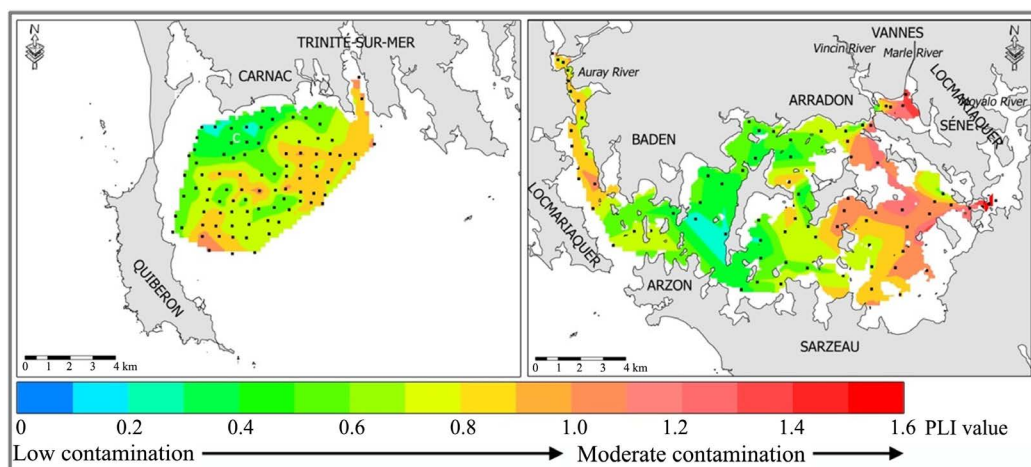 N
TRINITE-SUR-MER
CARNAC
QUIBERON
0 1 2 3 4 km
N
VANNES
Vincin River
Marle River
Auray River
LOCMARIAQUER
Noyalo River
ARRADON
SÉNÉ
BADEN
LOCMARIAQUER
ARZON
SARZEAU
0 1 2 3 4 km
0 0.2 0.4 0.6 0.8 1.0 1.2 1.4 1.6 PLI value
Low contamination Moderate contamination